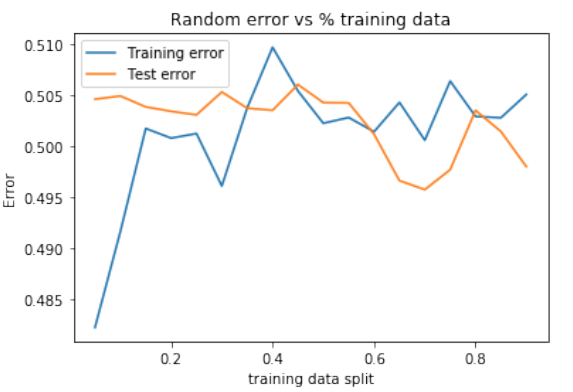 Random error vs % training data
Training error
Test error
0.510
0.505
0.500
0.495
0.490
0.485
Error
0.2 0.4 0.6 0.8
training data split